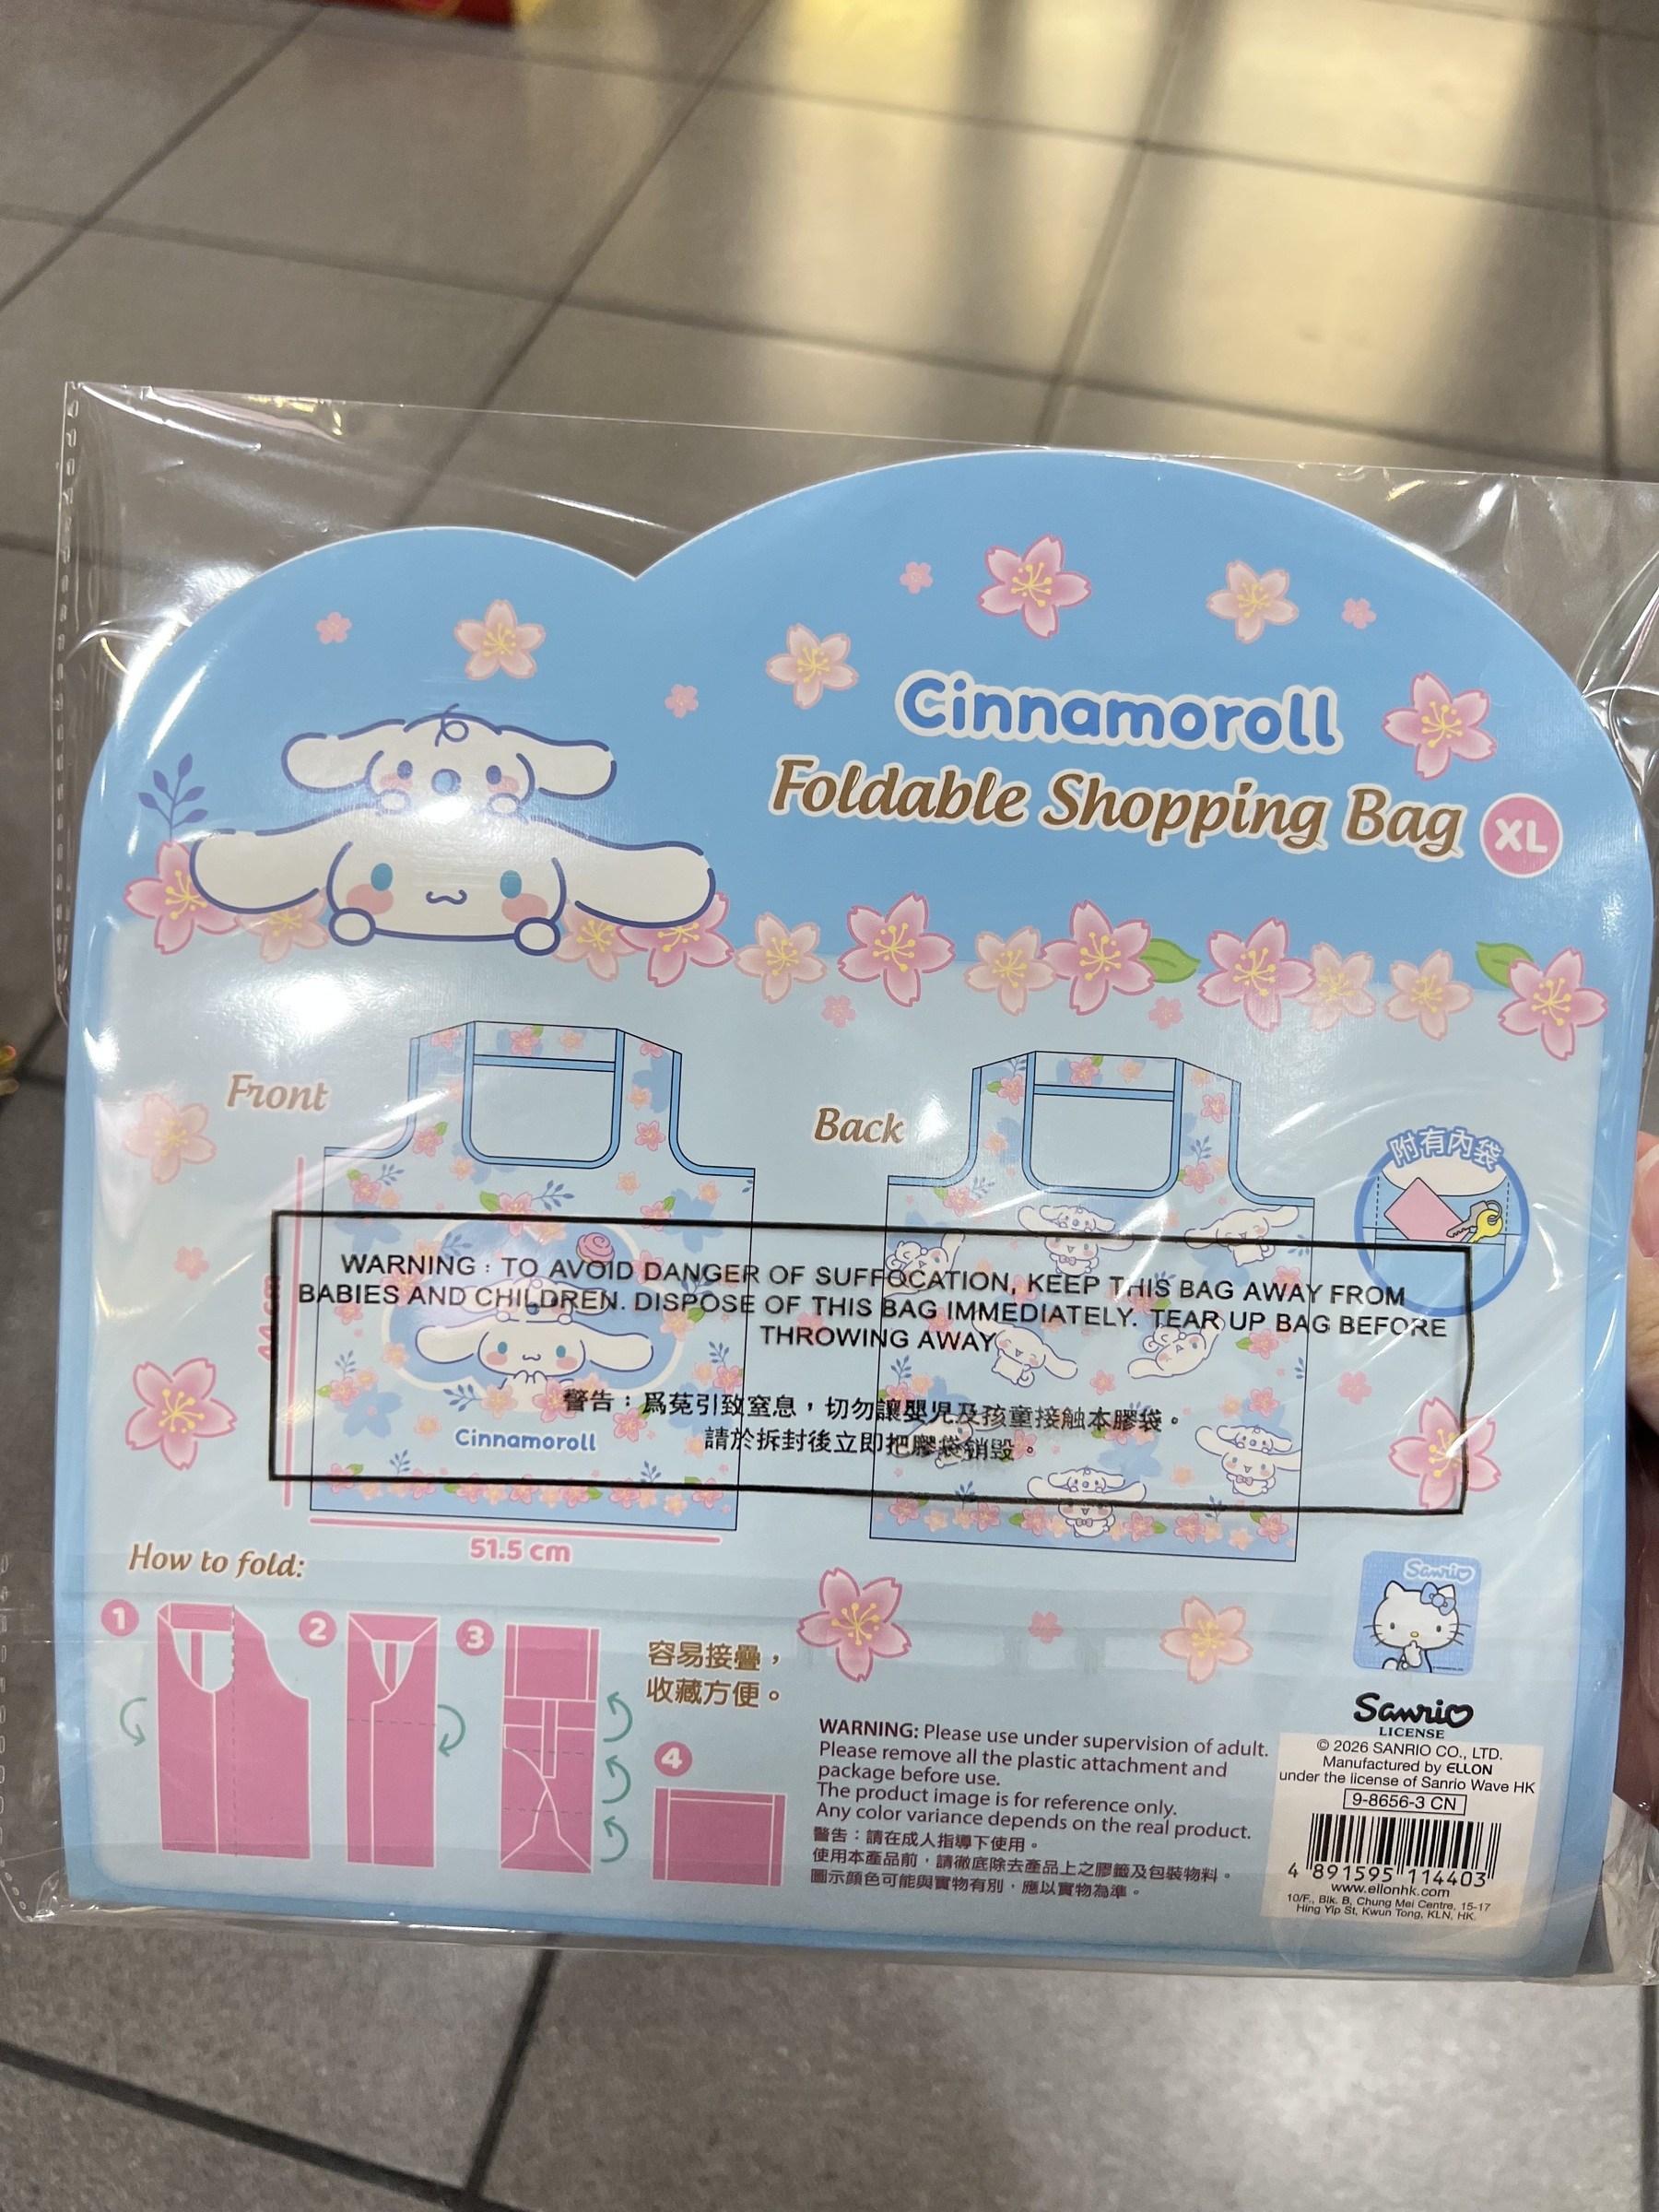 Cinnamoroll
Foldable Shopping Bag XL
Front
Back
附有內袋
WARNING : TO AVOID DANGER OF SUFFOCATION, KEEP THIS BAG AWAY FROM
BABIES AND CHILDREN. DISPOSE OF THIS BAG IMMEDIATELY. TEAR UP BAG BEFORE
THROWING AWAY
警告：爲莵引致窒息，切勿讓嬰兒及孩童接触本膠袋。
請於拆封後立即把膠袋銷毀。
Cinnamoroll
51.5 cm
How to fold:
1
2
3
4
容易接疊，
收藏方便。
WARNING: Please use under supervision of adult.
Please remove all the plastic attachment and
package before use.
The product image is for reference only.
Any color variance depends on the real product.
警告：請在成人指導下使用。
使用本產品前，請徹底除去產品上之膠籤及包裝物料。
圖示顏色可能與實物有別，應以實物為準。
Sanrio
Sanrio
LICENSE
© 2026 SANRIO CO., LTD.
Manufactured by ELLON
under the license of Sanrio Wave HK
9-8656-3 CN
4 891595 114403
www.ellonhk.com
10/F., Blk. B, Chung Mei Centre, 15-17
Hing Yip St, Kwun Tong, KLN, HK.